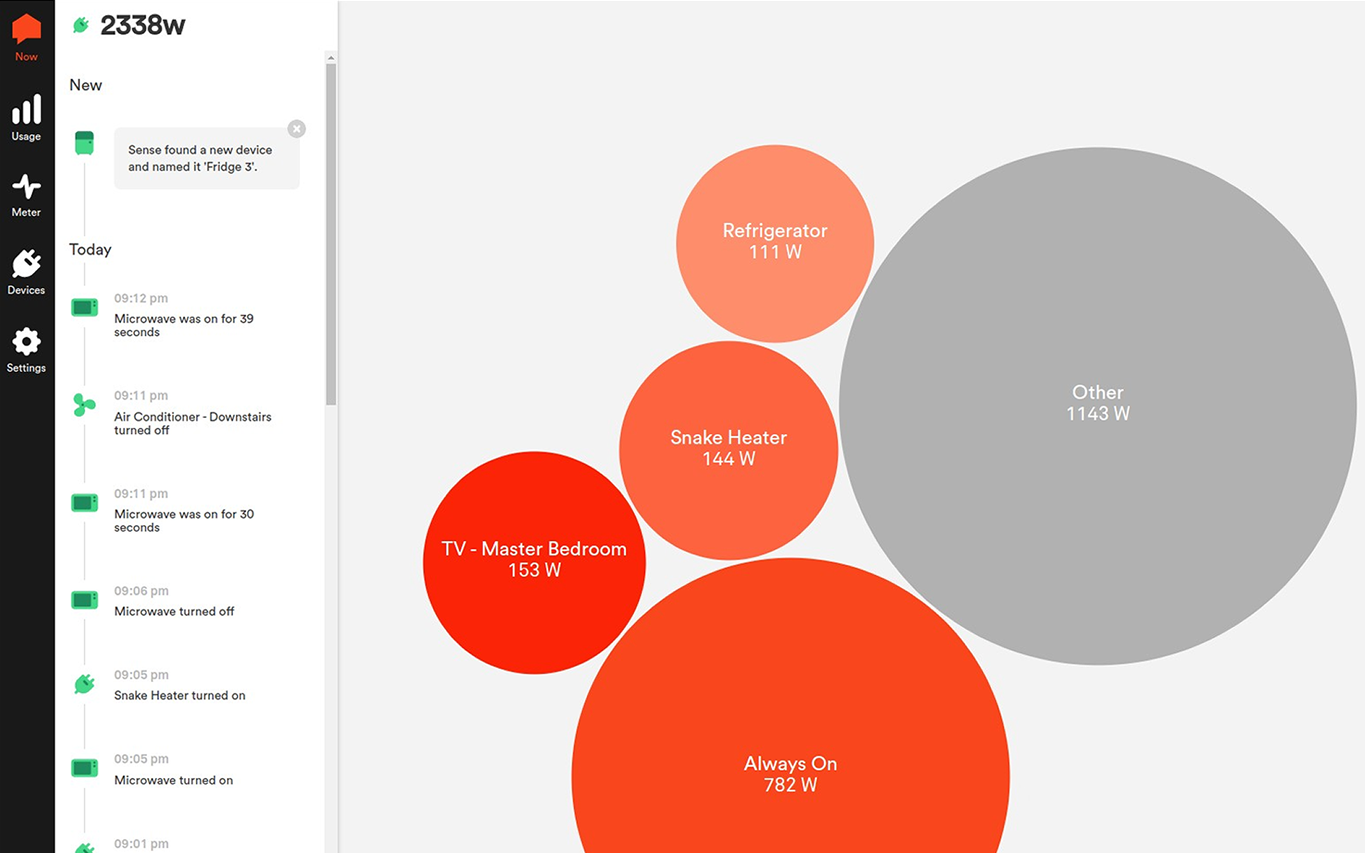 Now
Usage
Meter
Devices
Settings
2338w
New
Sense found a new device
and named it 'Fridge 3'.
Today
09:12 pm
Microwave was on for 39
seconds
09:11 pm
Air Conditioner - Downstairs
turned off
09:11 pm
Microwave was on for 30
seconds
09:06 pm
Microwave turned off
09:05 pm
Snake Heater turned on
09:05 pm
Microwave turned on
09:01 pm
Refrigerator
111 W
Other
1143 W
Snake Heater
144 W
TV - Master Bedroom
153 W
Always On
782 W